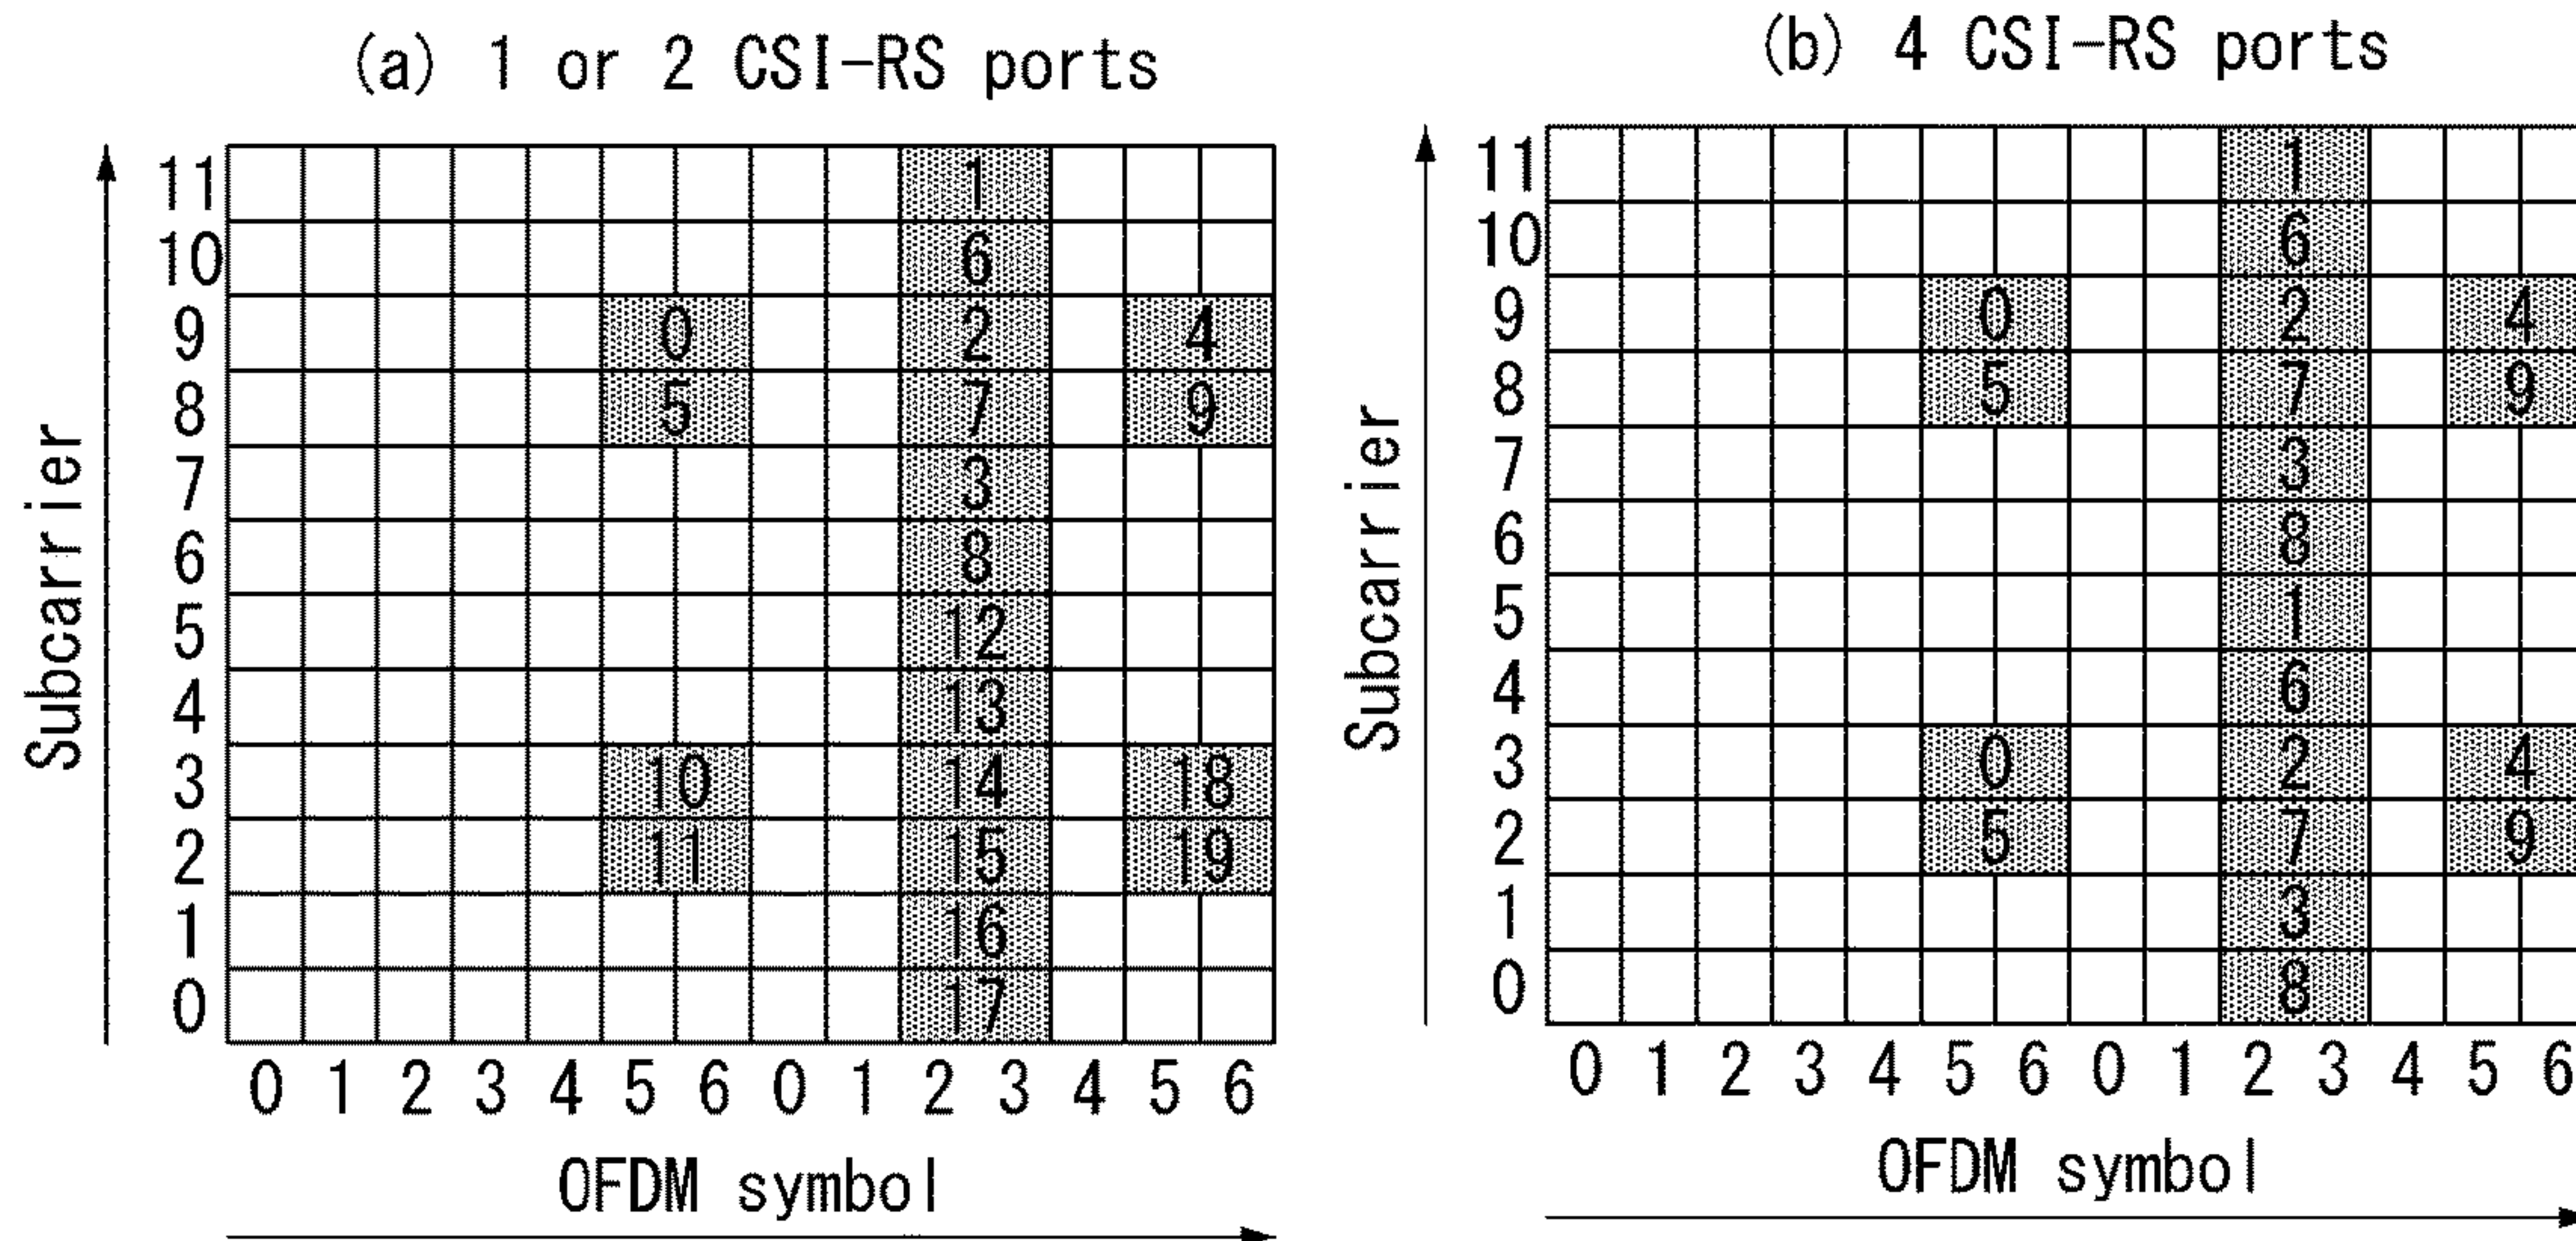 (a) 1 or 2 CSI-RS ports
Subcarrier
11 1
10 6
9 0 2 4
8 5 7 9
7 3
6 8
5 12
4 13
3 10 14 18
2 11 15 19
1 16
0 17
0 1 2 3 4 5 6 0 1 2 3 4 5 6
OFDM symbol
(b) 4 CSI-RS ports
Subcarrier
11 1
10 6
9 0 2 4
8 5 7 9
7 3
6 8
5 1
4 6
3 0 2 4
2 5 7 9
1 3
0 8
0 1 2 3 4 5 6 0 1 2 3 4 5 6
OFDM symbol